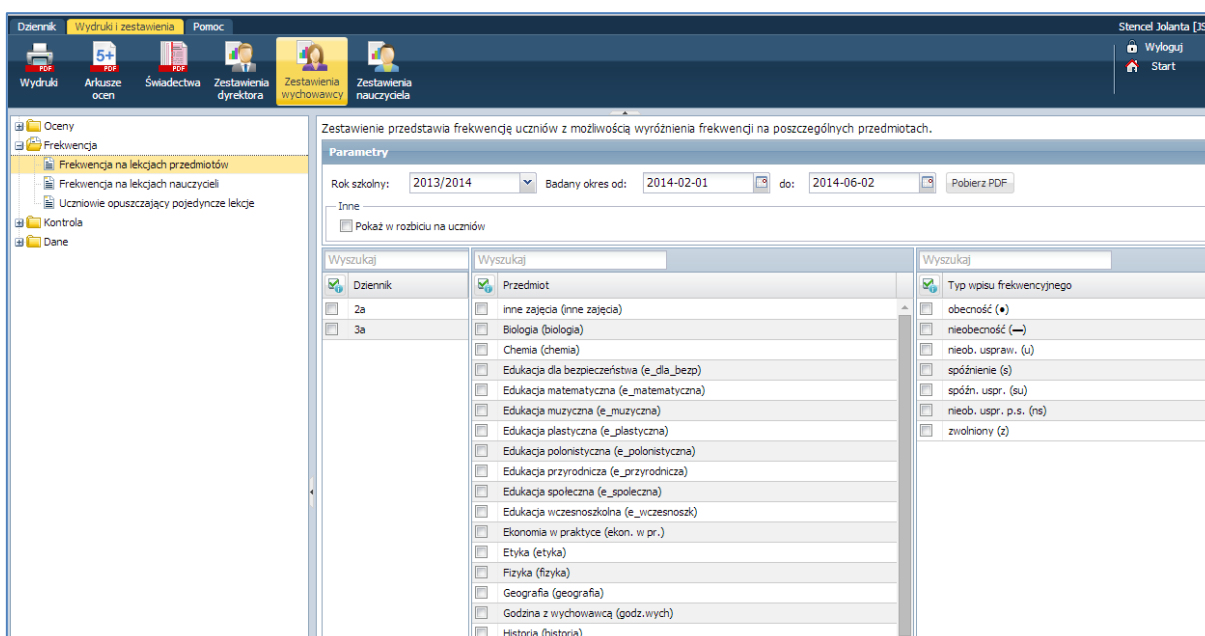 Dziennik Wydruki i zestawienia Pomoc Stencel Jolanta [JS
Wyloguj
Start
5+
PDF PDF PDF
Wydruki Arkusze ocen Świadectwa Zestawienia dyrektora Zestawienia wychowawcy Zestawienia nauczyciela
Oceny
Frekwencja
Frekwencja na lekcjach przedmiotów
Frekwencja na lekcjach nauczycieli
Uczniowie opuszczający pojedyncze lekcje
Kontrola
Dane
Zestawienie przedstawia frekwencję uczniów z możliwością wyróżnienia frekwencji na poszczególnych przedmiotach.
Parametry
Rok szkolny: 2013/2014 Badany okres od: 2014-02-01 do: 2014-06-02 Pobierz PDF
Inne
Pokaż w rozbiciu na uczniów
Wyszukaj
Dziennik
2a
3a
Wyszukaj
Przedmiot
inne zajęcia (inne zajęcia)
Biologia (biologia)
Chemia (chemia)
Edukacja dla bezpieczeństwa (e_dla_bezp)
Edukacja matematyczna (e_matematyczna)
Edukacja muzyczna (e_muzyczna)
Edukacja plastyczna (e_plastyczna)
Edukacja polonistyczna (e_polonistyczna)
Edukacja przyrodnicza (e_przyrodnicza)
Edukacja społeczna (e_spoleczna)
Edukacja wczesnoszkolna (e_wczesnoszk)
Ekonomia w praktyce (ekon. w pr.)
Etyka (etyka)
Fizyka (fizyka)
Geografia (geografia)
Godzina z wychowawcą (godz.wych)
Historia (historia)
Wyszukaj
Typ wpisu frekwencyjnego
obecność (●)
nieobecność (—)
nieob. uspraw. (u)
spóźnienie (s)
spóźn. uspr. (su)
nieob. uspr. p.s. (ns)
zwolniony (z)